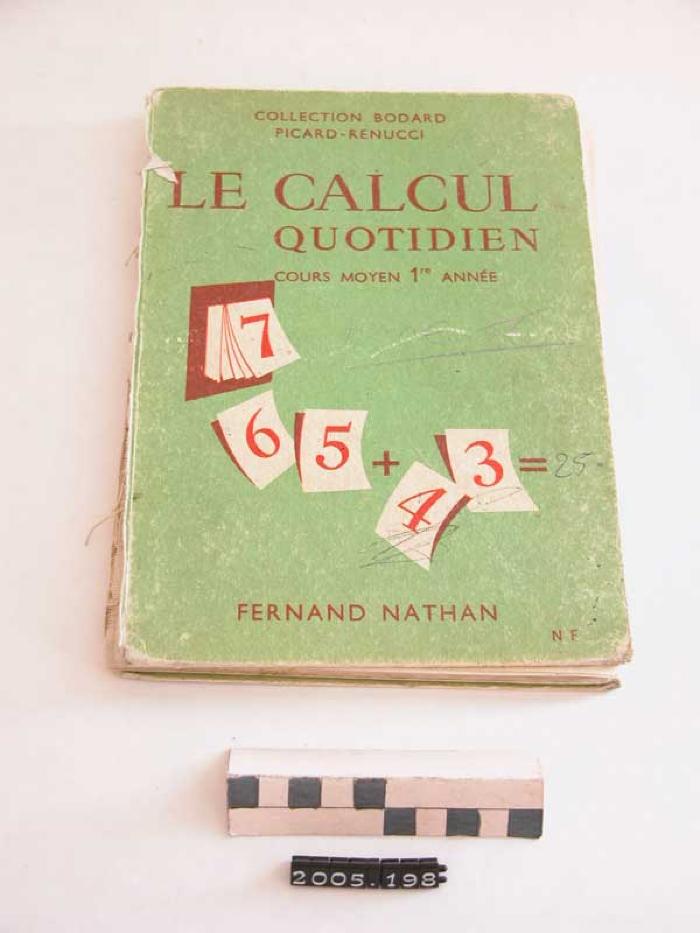 COLLECTION BODARD
PICARD-RENUCCI
LE CALCUL
QUOTIDIEN
COURS MOYEN 1re ANNÉE
7
6 5 + 4 3 = 25
FERNAND NATHAN
N F
2005.198